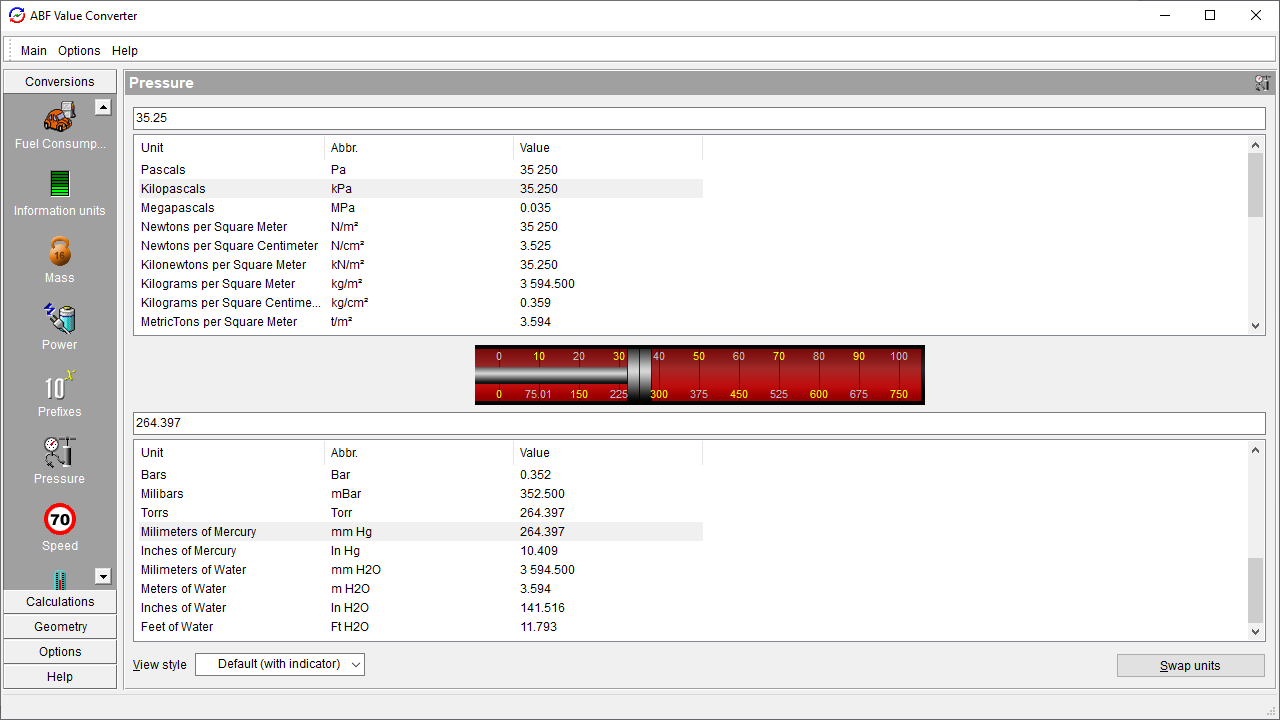 ABF Value Converter
Main Options Help
Conversions
Fuel Consump...
Information units
16
Mass
Power
10x
Prefixes
Pressure
70
Speed
Calculations
Geometry
Options
Help
Pressure
35.25
Unit Abbr. Value
Pascals Pa 35 250
Kilopascals kPa 35.250
Megapascals MPa 0.035
Newtons per Square Meter N/m² 35 250
Newtons per Square Centimeter N/cm² 3.525
Kilonewtons per Square Meter kN/m² 35.250
Kilograms per Square Meter kg/m² 3 594.500
Kilograms per Square Centime... kg/cm² 0.359
MetricTons per Square Meter t/m² 3.594
0 10 20 30 40 50 60 70 80 90 100
0 75.01 150 225 300 375 450 525 600 675 750
264.397
Unit Abbr. Value
Bars Bar 0.352
Milibars mBar 352.500
Torrs Torr 264.397
Milimeters of Mercury mm Hg 264.397
Inches of Mercury In Hg 10.409
Milimeters of Water mm H2O 3 594.500
Meters of Water m H2O 3.594
Inches of Water In H2O 141.516
Feet of Water Ft H2O 11.793
View style Default (with indicator) Swap units